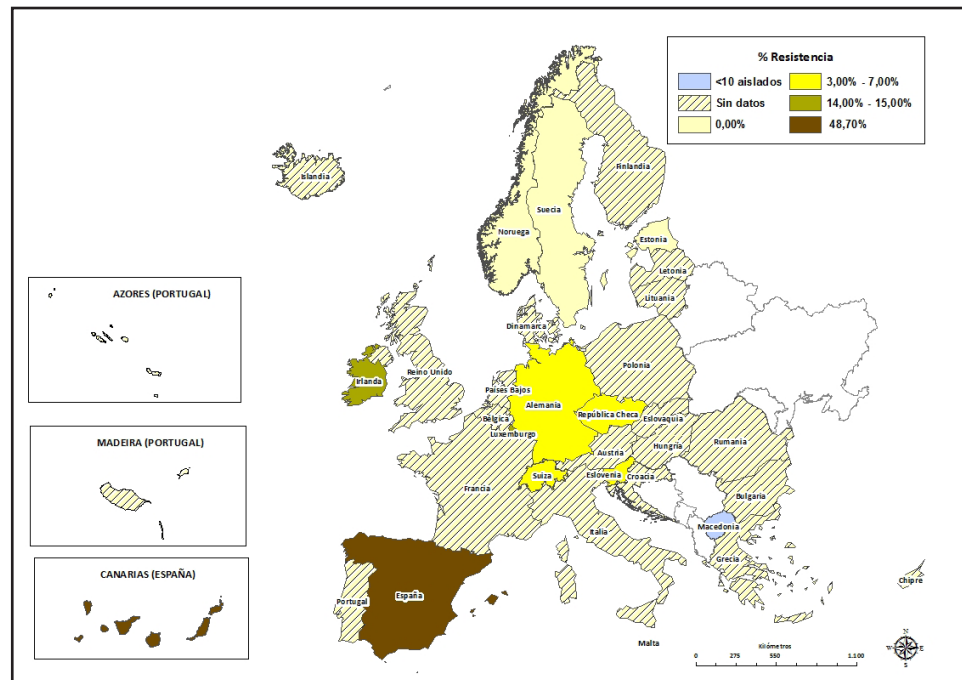 % Resistencia
<10 aislados
3,00% - 7,00%
Sin datos
14,00% - 15,00%
0,00%
48,70%
Islandia
Finlandia
Suecia
Noruega
Estonia
Letonia
Lituania
Dinamarca
AZORES (PORTUGAL)
Irlanda
Reino Unido
Países Bajos
Polonia
Alemania
Bélgica
República Checa
Luxemburgo
Eslovaquia
MADEIRA (PORTUGAL)
Austria
Hungría
Rumania
Suiza
Eslovenia
Croacia
Francia
Bulgaria
Macedonia
Italia
Grecia
CANARIAS (ESPAÑA)
Chipre
Portugal
España
Malta
Kilómetros
0 275 550 1.100
N
W E
S